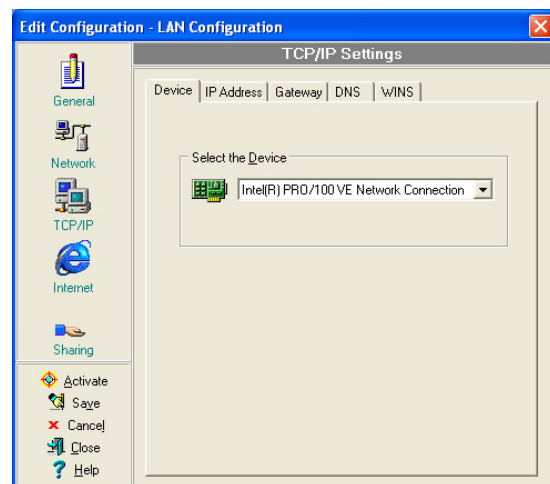 Edit Configuration - LAN Configuration
TCP/IP Settings
General
Network
TCP/IP
Internet
Sharing
Activate
Save
Cancel
Close
Help
Device
IP Address
Gateway
DNS
WINS
Select the Device
Intel(R) PRO/100 VE Network Connection